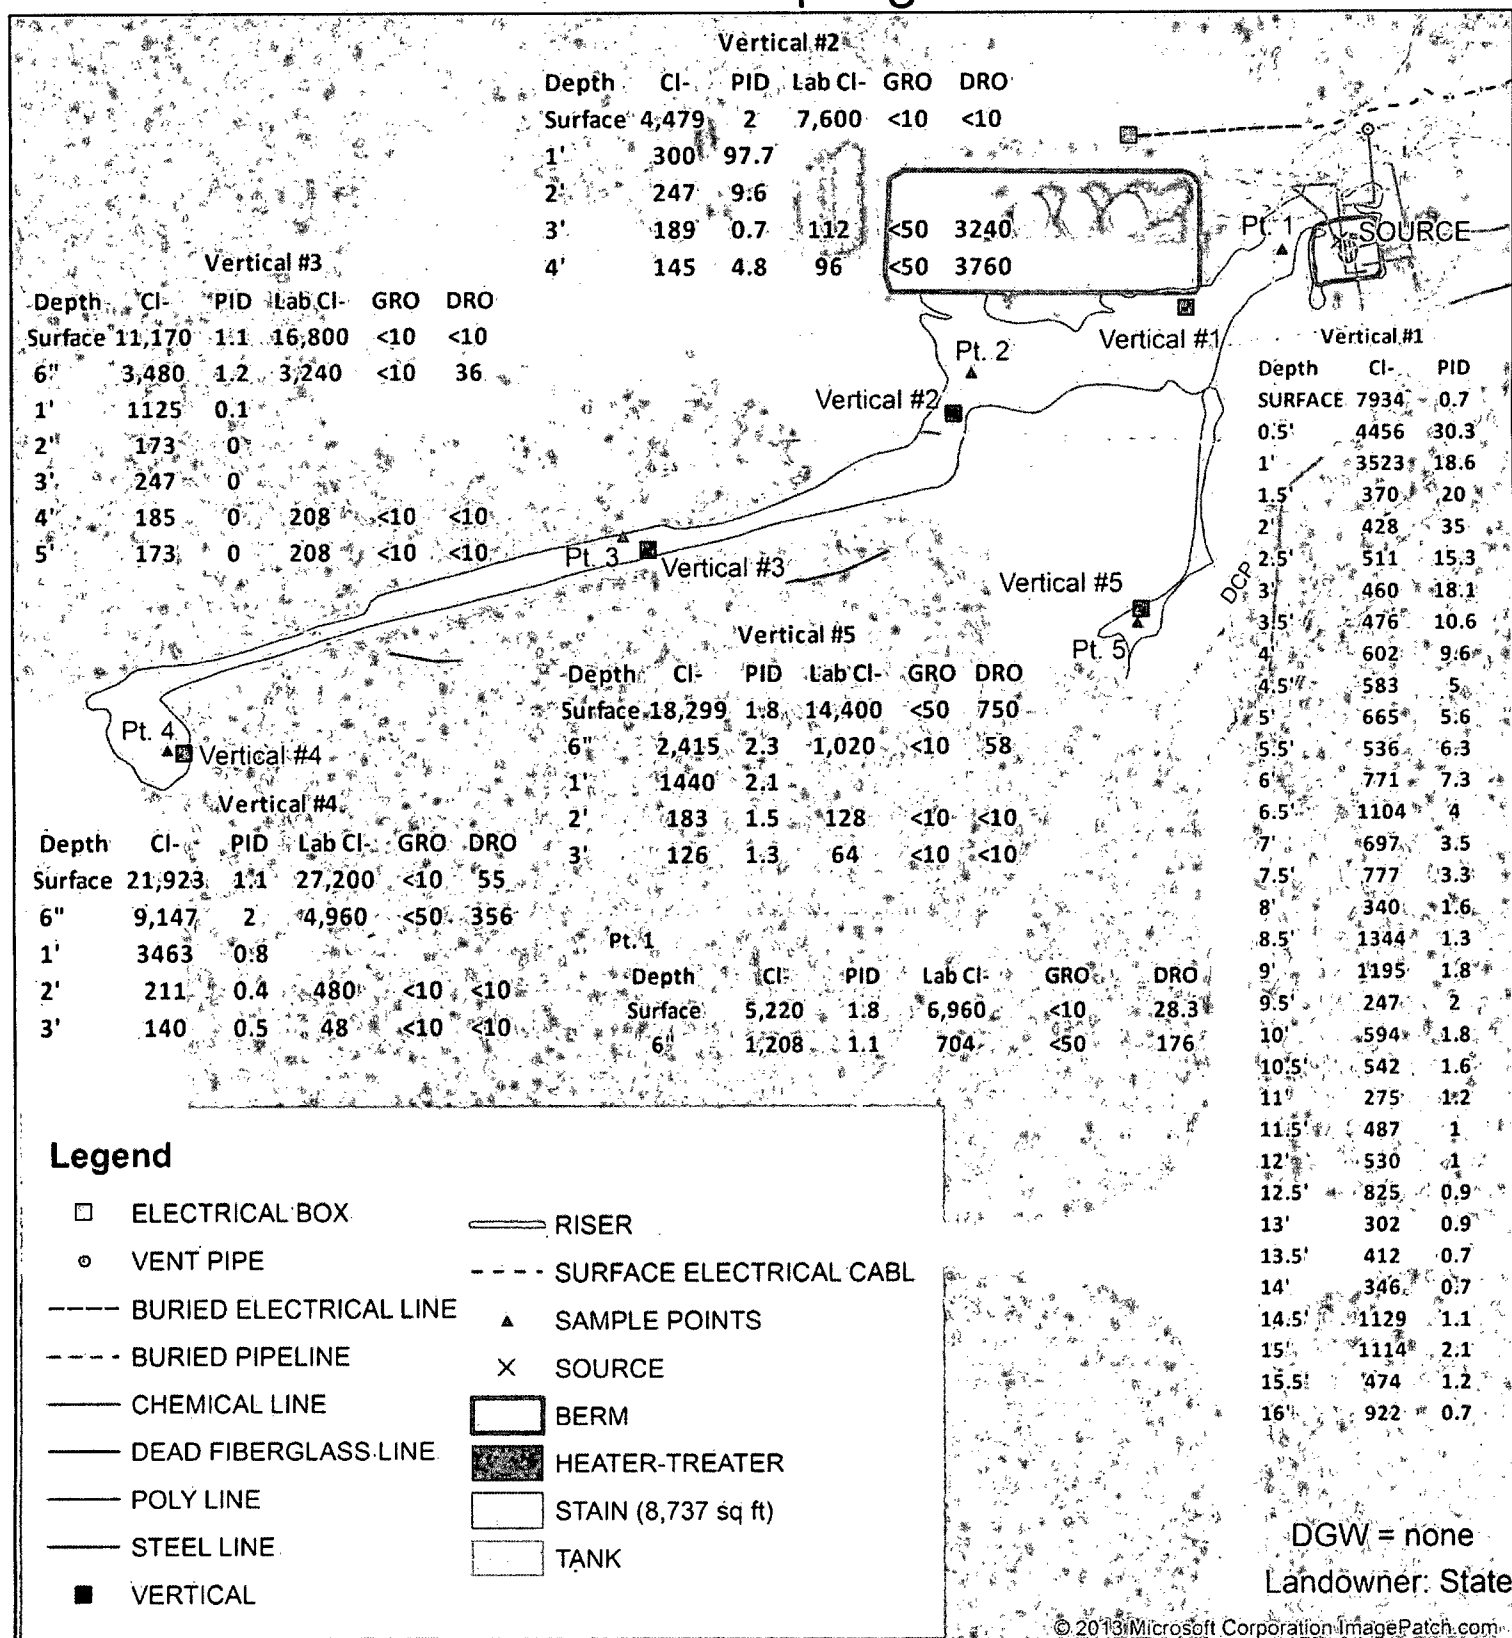 Vertical #2
Depth Cl- PID Lab Cl- GRO DRO
Surface 4,479 2 7,600 <10 <10
1' 300 97.7
2' 247 9.6
3' 189 0.7 112 <50 3240
4' 145 4.8 96 <50 3760
Pt. 1
SOURCE
Vertical #3
Depth Cl- PID Lab Cl- GRO DRO
Surface 11,170 1.1 16,800 <10 <10
6" 3,480 1.2 3,240 <10 36
1' 1125 0.1
2' 173 0
3' 247 0
4' 185 0 208 <10 <10
5' 173 0 208 <10 <10
Vertical #1
Pt. 2
Vertical #2
Pt. 3
Vertical #3
Vertical #5
Pt. 5
DCP
Pt. 4
Vertical #4
Vertical #1
Depth Cl- PID
SURFACE 7934 0.7
0.5' 4456 30.3
1' 3523 18.6
1.5' 370 20
2' 428 35
2.5' 511 15.3
3' 460 18.1
3.5' 476 10.6
4' 602 9.6
4.5' 583 5
5' 665 5.6
5.5' 536 6.3
6' 771 7.3
6.5' 1104 4
7' 697 3.5
7.5' 777 3.3
8' 340 1.6
8.5' 1344 1.3
9' 1195 1.8
9.5' 247 2
10' 594 1.8
10.5' 542 1.6
11' 275 1.2
11.5' 487 1
12' 530 1
12.5' 825 0.9
13' 302 0.9
13.5' 412 0.7
14' 346 0.7
14.5' 1129 1.1
15' 1114 2.1
15.5' 474 1.2
16' 922 0.7
Vertical #5
Depth Cl- PID Lab Cl- GRO DRO
Surface 18,299 1.8 14,400 <50 750
6" 2,415 2.3 1,020 <10 58
1' 1440 2.1
2' 183 1.5 128 <10 <10
3' 126 1.3 64 <10 <10
Vertical #4
Depth Cl- PID Lab Cl- GRO DRO
Surface 21,923 1.1 27,200 <10 55
6" 9,147 2 4,960 <50 356
1' 3463 0.8
2' 211 0.4 480 <10 <10
3' 140 0.5 48 <10 <10
Pt. 1
Depth Cl- PID Lab Cl- GRO DRO
Surface 5,220 1.8 6,960 <10 28.3
6" 1,208 1.1 704 <50 176
Legend
ELECTRICAL BOX
VENT PIPE
BURIED ELECTRICAL LINE
BURIED PIPELINE
CHEMICAL LINE
DEAD FIBERGLASS LINE
POLY LINE
STEEL LINE
VERTICAL
RISER
SURFACE ELECTRICAL CABL
SAMPLE POINTS
SOURCE
BERM
HEATER-TREATER
STAIN (8,737 sq ft)
TANK
DGW = none
Landowner: State
© 2013 Microsoft Corporation ImagePatch.com